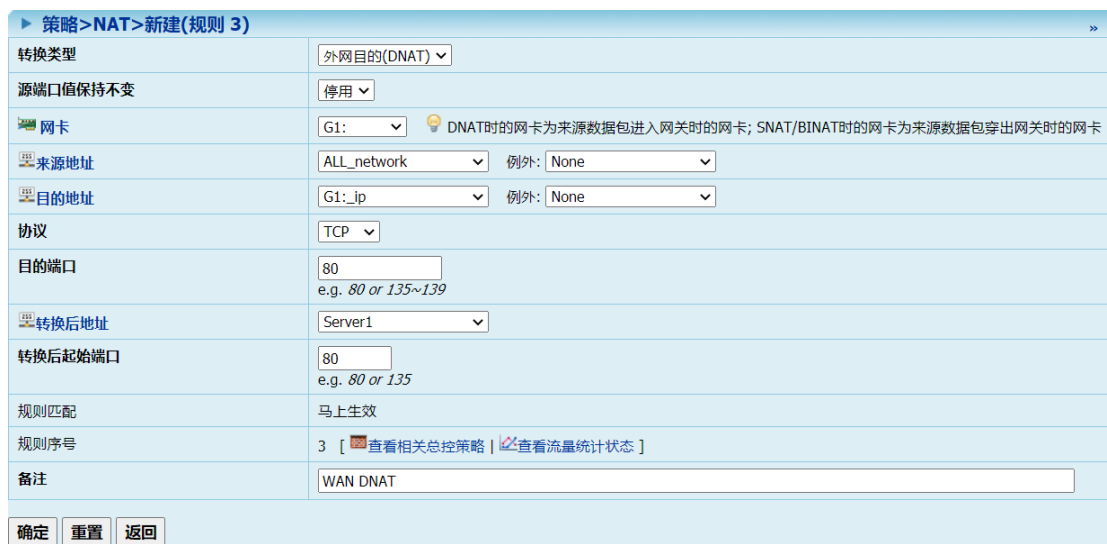 策略>NAT>新建(规则 3) »
转换类型 外网目的(DNAT)
源端口值保持不变 停用
网卡 G1: DNAT时的网卡为来源数据包进入网关时的网卡; SNAT/BINAT时的网卡为来源数据包穿出网关时的网卡
来源地址 ALL_network 例外: None
目的地址 G1:_ip 例外: None
协议 TCP
目的端口 80
e.g. 80 or 135~139
转换后地址 Server1
转换后起始端口 80
e.g. 80 or 135
规则匹配 马上生效
规则序号 3 [ 查看相关总控策略 | 查看流量统计状态 ]
备注 WAN DNAT
确定 重置 返回